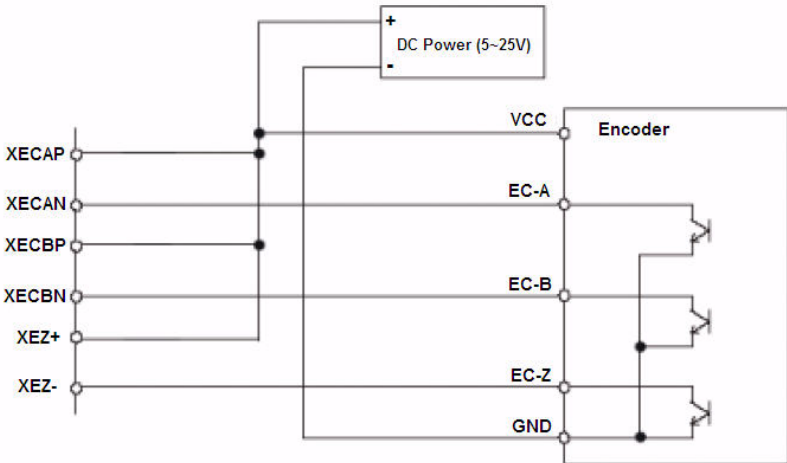 +
DC Power (5~25V)
-
VCC
Encoder
XECAP
XECAN
EC-A
XECBP
XECBN
EC-B
XEZ+
XEZ-
EC-Z
GND